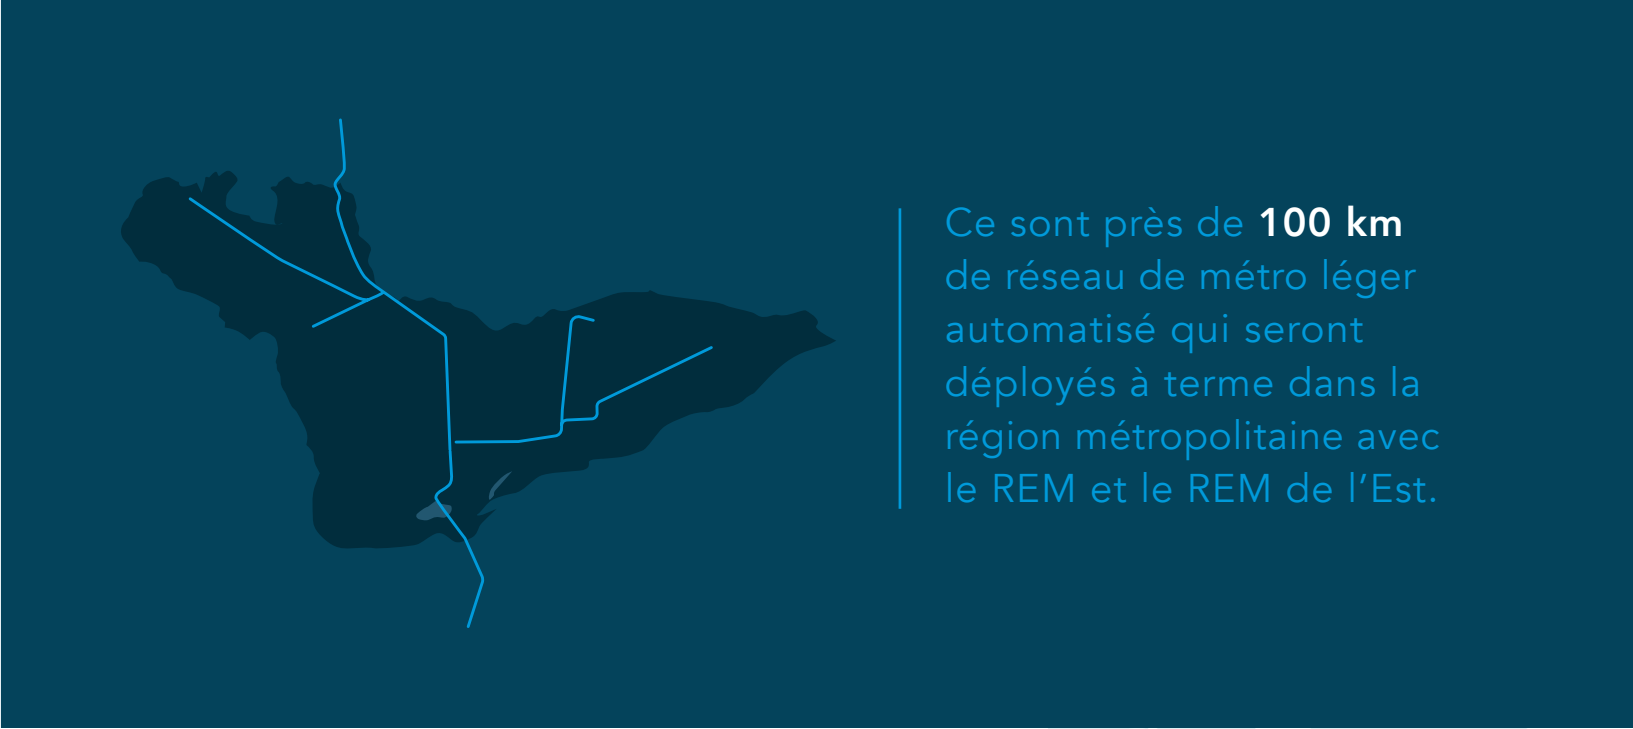 Ce sont près de 100 km
de réseau de métro léger
automatisé qui seront
déployés à terme dans la
région métropolitaine avec
le REM et le REM de l’Est.